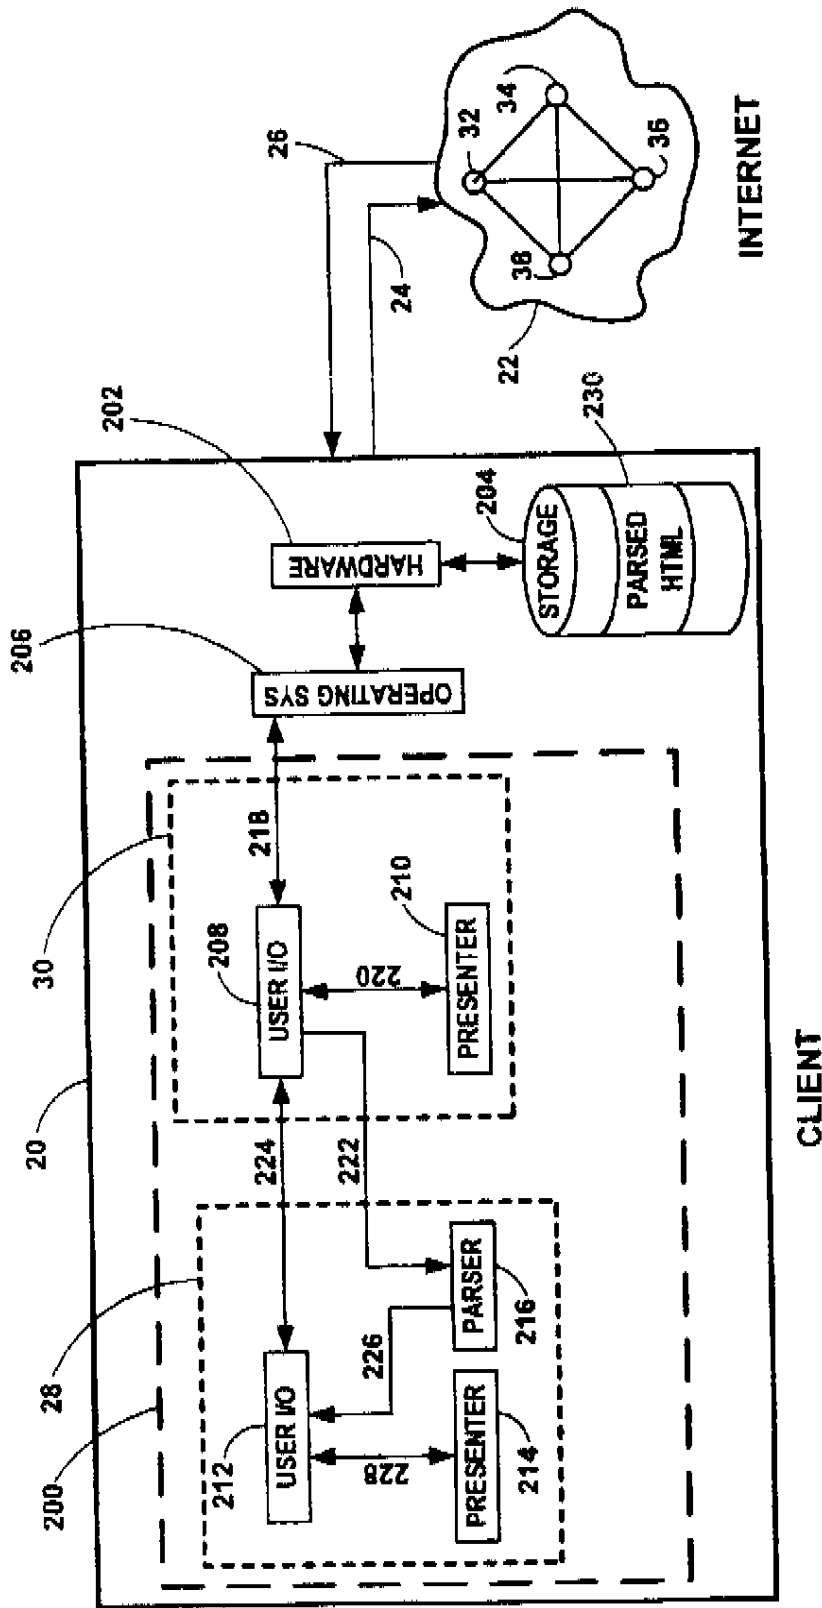 20
206
202
26
30
200
28
218
224
222
24
32
34
38
36
22
INTERNET
OPERATING SYS
HARDWARE
204
STORAGE
PARSED
HTML
230
208
USER I/O
220
210
PRESENTER
212
USER I/O
226
228
PARSER
216
PRESENTER
214
CLIENT